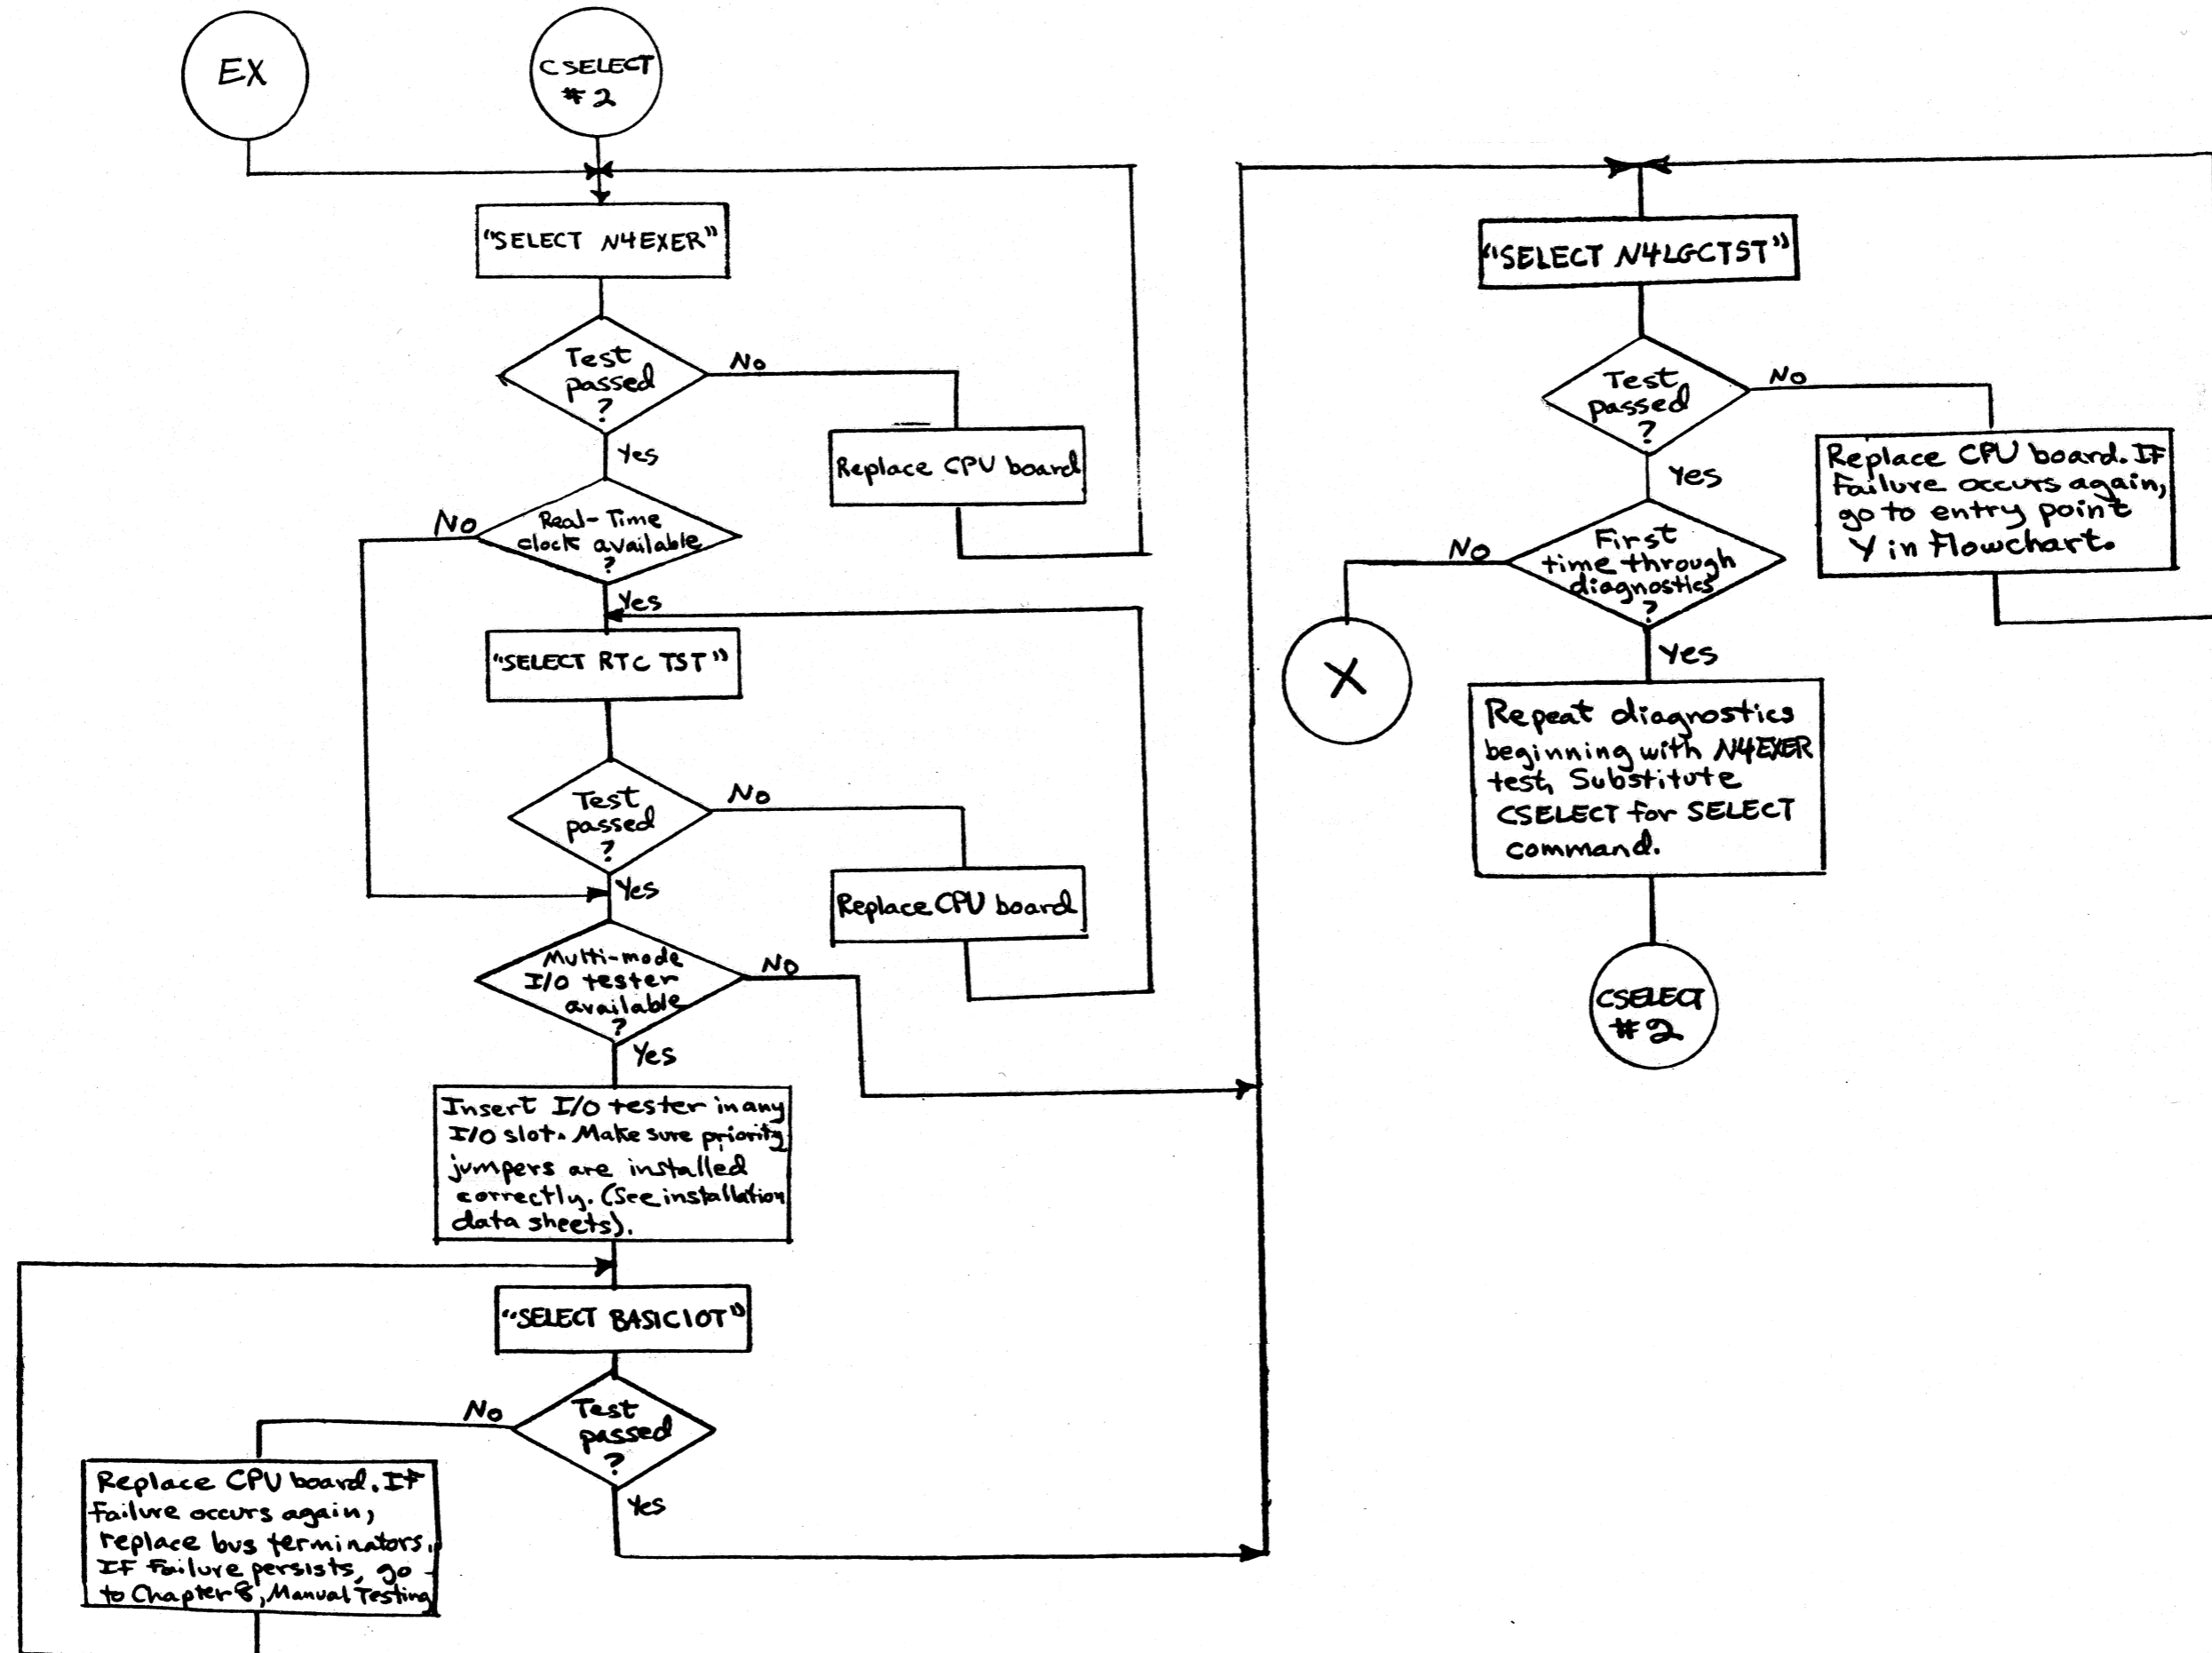 EX
CSELECT
#2
"SELECT N4EXER"
Test
passed
?
No
Yes
Replace CPU board
Real-Time
clock available
?
No
Yes
"SELECT RTC TST"
Test
passed
?
No
Yes
Replace CPU board
Multi-mode
I/O tester
available
?
No
Yes
Insert I/O tester in any
I/O slot. Make sure priority
jumpers are installed
correctly. (See installation
data sheets).
"SELECT BASICIOT"
Test
passed
?
No
Yes
Replace CPU board. If
failure occurs again,
replace bus terminators.
If failure persists, go
to Chapter 8, Manual Testing
"SELECT N4LGCTST"
Test
passed
?
No
Yes
Replace CPU board. If
failure occurs again,
go to entry point
Y in flowchart.
First
time through
diagnostics
?
No
Yes
X
Repeat diagnostics
beginning with N4EXER
test, Substitute
CSELECT for SELECT
command.
CSELECT
#2